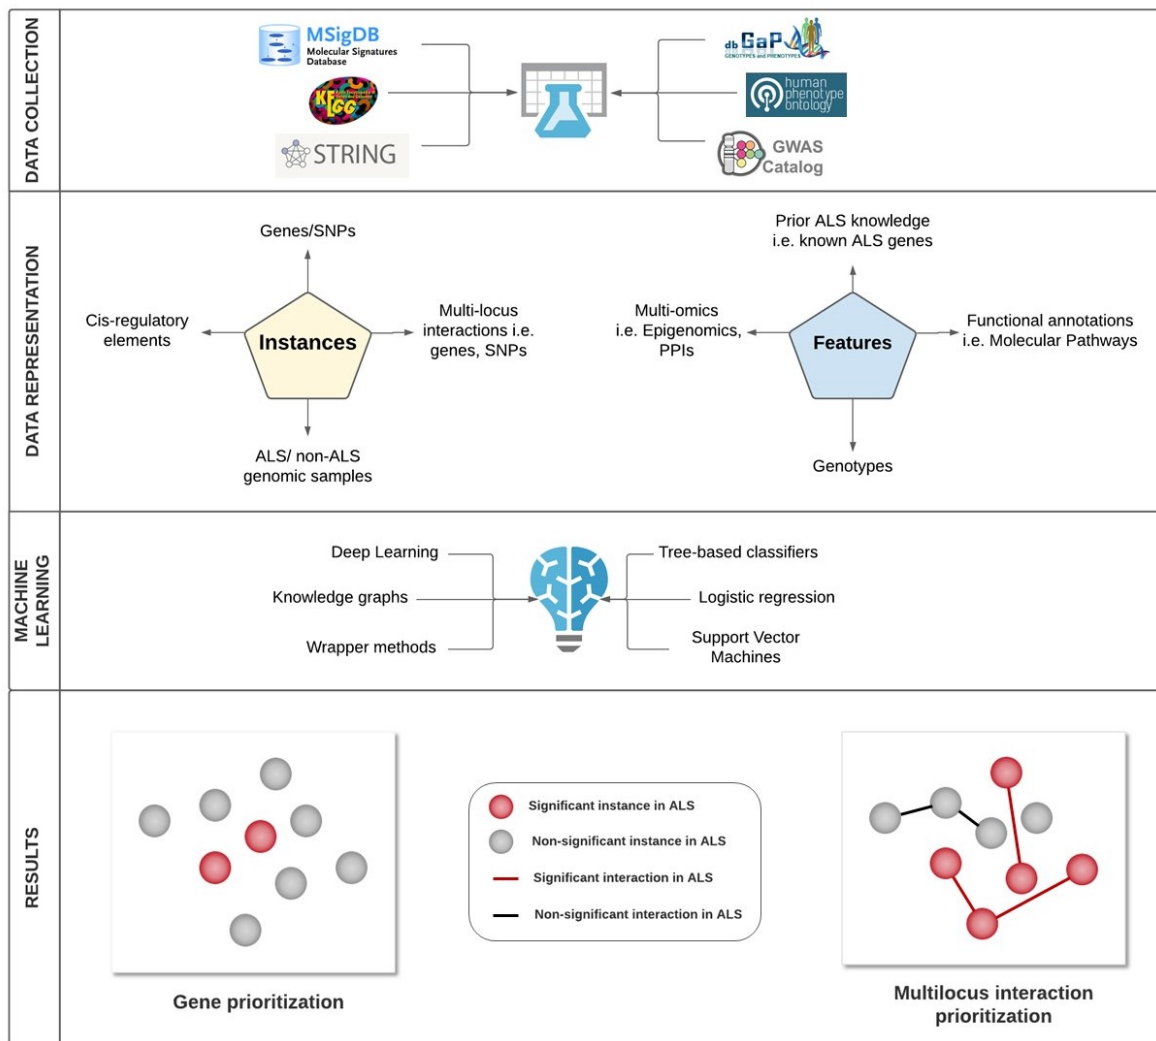 DATA COLLECTION
MSigDB
Molecular Signatures
Database
KEGG
STRING
db GaP
GENOTYPES and PHENOTYPES
human
phenotype
ontology
GWAS
Catalog
DATA REPRESENTATION
Genes/SNPs
Cis-regulatory
elements
Instances
Multi-locus
interactions i.e.
genes, SNPs
ALS/ non-ALS
genomic samples
Prior ALS knowledge
i.e. known ALS genes
Multi-omics
i.e. Epigenomics,
PPIs
Features
Functional annotations
i.e. Molecular Pathways
Genotypes
MACHINE
LEARNING
Deep Learning
Knowledge graphs
Wrapper methods
Tree-based classifiers
Logistic regression
Support Vector
Machines
RESULTS
Significant instance in ALS
Non-significant instance in ALS
Significant interaction in ALS
Non-significant interaction in ALS
Gene prioritization
Multilocus interaction
prioritization